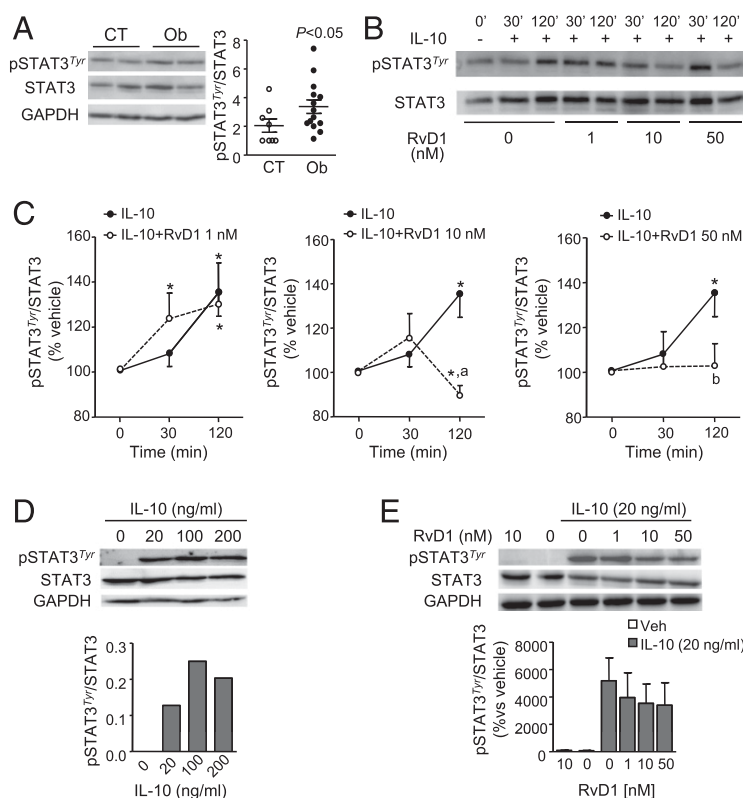 A
CT Ob
pSTAT3Tyr
STAT3
GAPDH
pSTAT3Tyr/STAT3
8
6
4
2
0
P<0.05
CT Ob
B
0' 30' 120' 30' 120' 30' 120' 30' 120'
IL-10 - + + + + + + + +
pSTAT3Tyr
STAT3
RvD1 (nM)
0 1 10 50
C
IL-10
IL-10+RvD1 1 nM
pSTAT3Tyr/STAT3
(% vehicle)
160
140
120
100
80
*
*
*
0 30 120
Time (min)
IL-10
IL-10+RvD1 10 nM
pSTAT3Tyr/STAT3
(% vehicle)
160
140
120
100
80
*
*,a
0 30 120
Time (min)
IL-10
IL-10+RvD1 50 nM
pSTAT3Tyr/STAT3
(% vehicle)
160
140
120
100
80
*
b
0 30 120
Time (min)
D
IL-10 (ng/ml)
0 20 100 200
pSTAT3Tyr
STAT3
GAPDH
pSTAT3Tyr/STAT3
0.3
0.2
0.1
0.0
0 20 100 200
IL-10 (ng/ml)
E
IL-10 (20 ng/ml)
RvD1 (nM) 10 0 0 1 10 50
pSTAT3Tyr
STAT3
GAPDH
Veh
IL-10 (20 ng/ml)
pSTAT3Tyr/STAT3
(%vs vehicle)
8000
6000
4000
2000
0
10 0 0 1 10 50
RvD1 [nM]